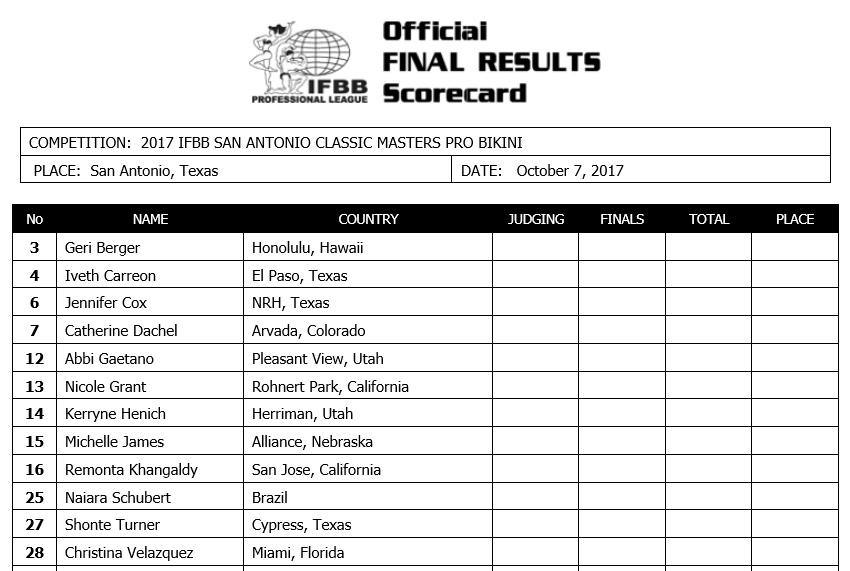 Official
FINAL RESULTS
Scorecard
IFBB
PROFESSIONAL LEAGUE
COMPETITION: 2017 IFBB SAN ANTONIO CLASSIC MASTERS PRO BIKINI
PLACE: San Antonio, Texas DATE: October 7, 2017
No NAME COUNTRY JUDGING FINALS TOTAL PLACE
3 Geri Berger Honolulu, Hawaii
4 Iveth Carreon El Paso, Texas
6 Jennifer Cox NRH, Texas
7 Catherine Dachel Arvada, Colorado
12 Abbi Gaetano Pleasant View, Utah
13 Nicole Grant Rohnert Park, California
14 Kerryne Henich Herriman, Utah
15 Michelle James Alliance, Nebraska
16 Remonta Khangaldy San Jose, California
25 Naiara Schubert Brazil
27 Shonte Turner Cypress, Texas
28 Christina Velazquez Miami, Florida